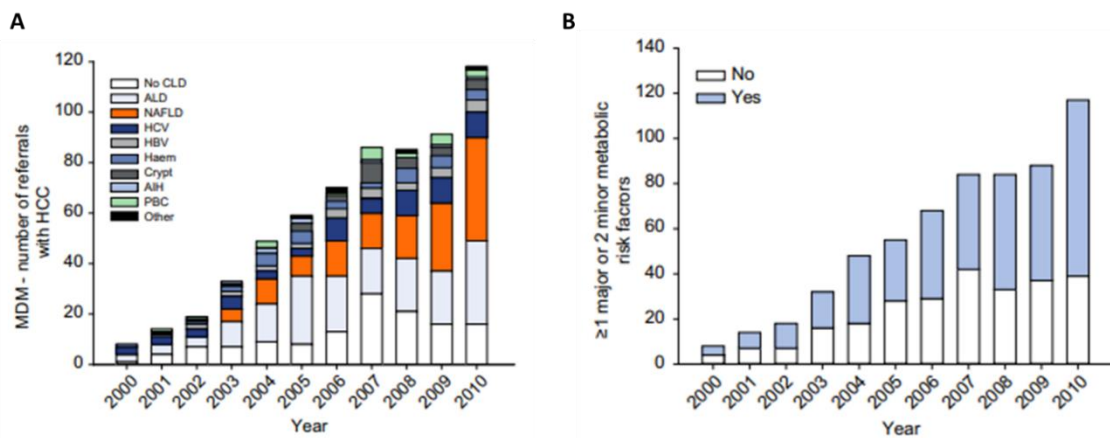 A
MDM - number of referrals
with HCC
120
100
80
60
40
20
0
No CLD
ALD
NAFLD
HCV
HBV
Haem
Crypt
AIH
PBC
Other
2000 2001 2002 2003 2004 2005 2006 2007 2008 2009 2010
Year
B
≥1 major or 2 minor metabolic
risk facrors
140
120
100
80
60
40
20
0
No
Yes
2000 2001 2002 2003 2004 2005 2006 2007 2008 2009 2010
Year